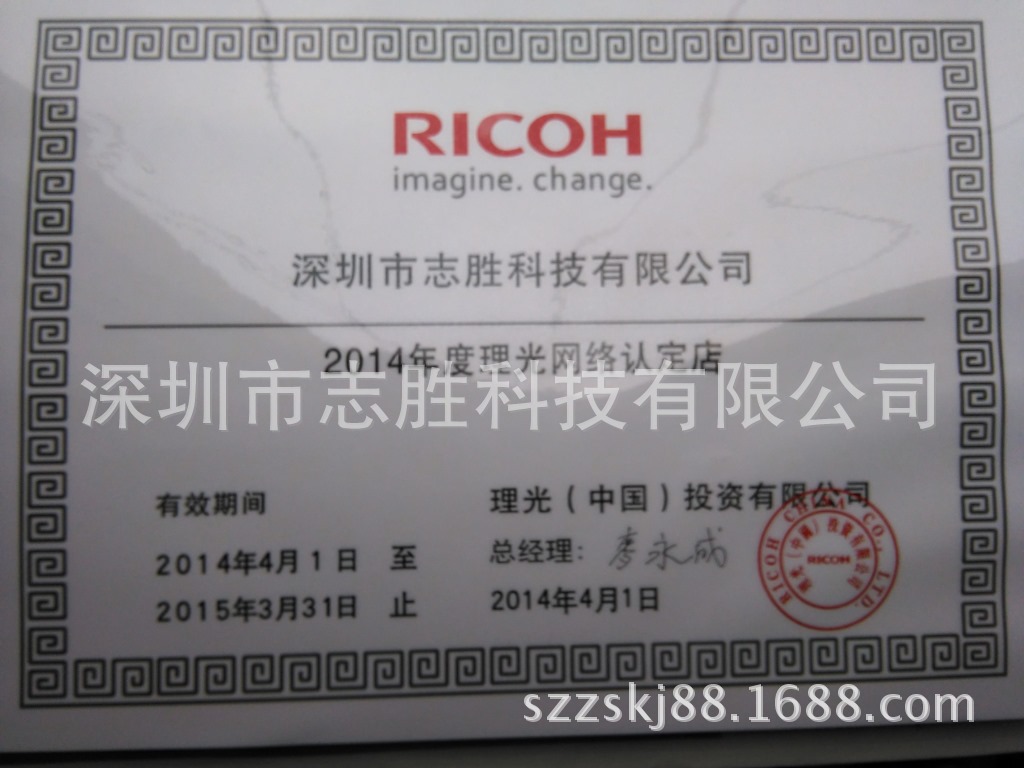 RICOH
imagine. change.
深圳市志胜科技有限公司
2014年度理光网络认定店
深圳市志胜科技有限公司
有效期间
2014年4月1日 至
2015年3月31日 止
理光（中国）投资有限公司
总经理：
2014年4月1日
RICOH CHINA CO., LTD.
RICOH
szzskj88.1688.com